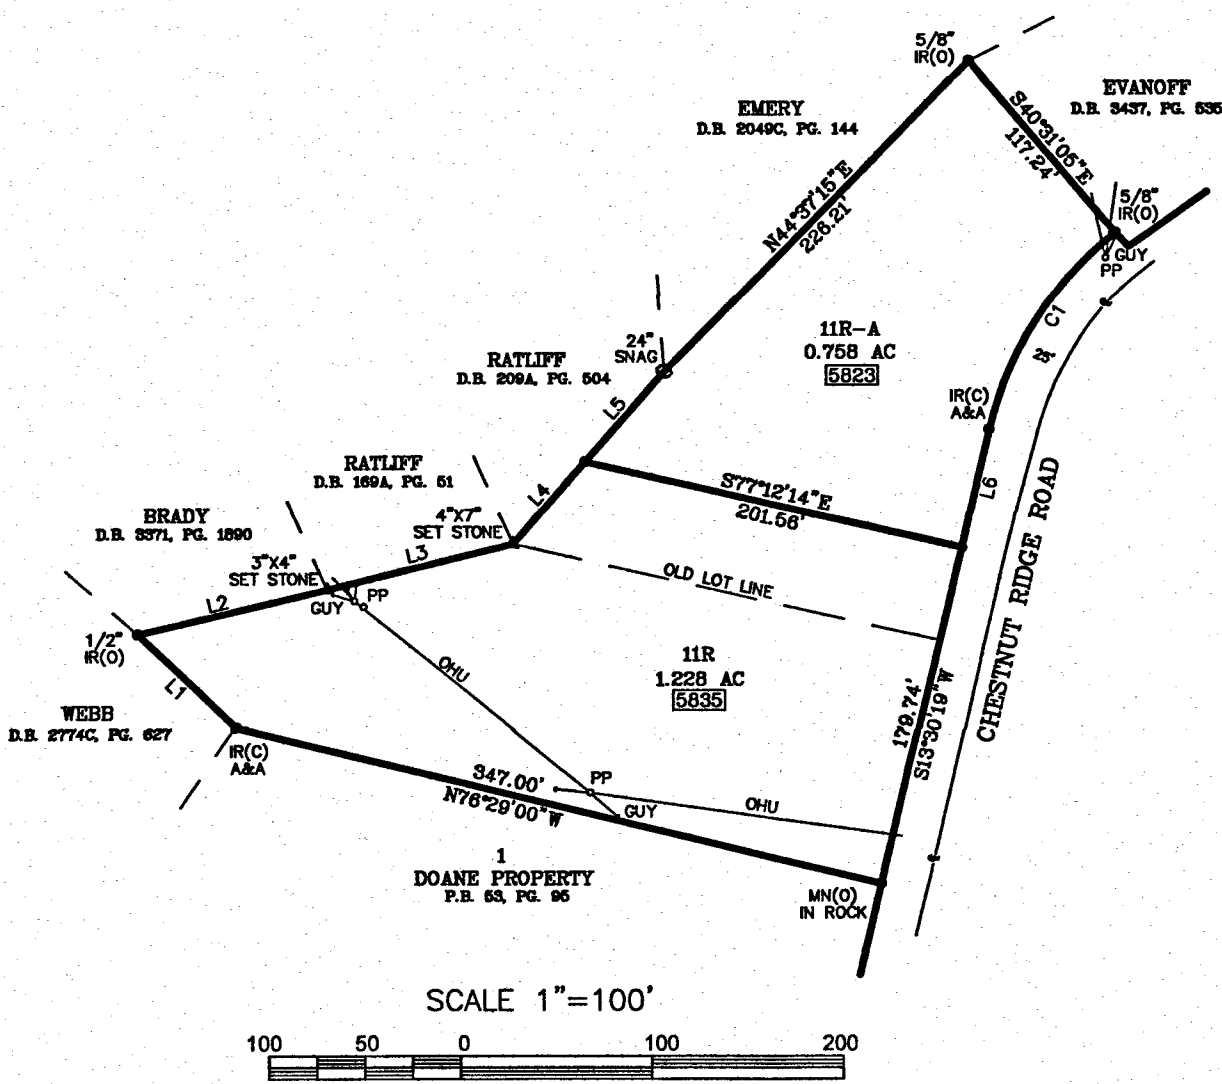 5/8"
IR(O)
EVANOFF
D.B. 3437, PG. 535
EMERY
D.B. 2049C, PG. 144
S40°31'05"E
117.24'
5/8"
IR(O)
GUY
PP
N44°37'15"E
226.21'
C1
25'
11R-A
0.758 AC
5823
24"
SNAG
RATLIFF
D.B. 209A, PG. 504
L5
IR(C)
A&A
RATLIFF
D.B. 169A, PG. 51
L4
L6
S77°12'14"E
201.56'
BRADY
D.B. 3371, PG. 1890
4"X7"
SET STONE
L3
3"X4"
SET STONE
GUY
PP
L2
OLD LOT LINE
CHESTNUT RIDGE ROAD
1/2"
IR(O)
L1
OHU
11R
1.228 AC
5835
179.74'
S13°30'19"W
WEBB
D.B. 2774C, PG. 627
IR(C)
A&A
347.00'
N76°29'00"W
PP
GUY
OHU
1
DOANE PROPERTY
P.B. 53, PG. 95
MN(O)
IN ROCK
SCALE 1"=100'
100 50 0 100 200